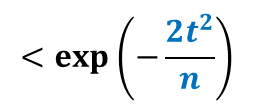 < exp (− 2t² / n)